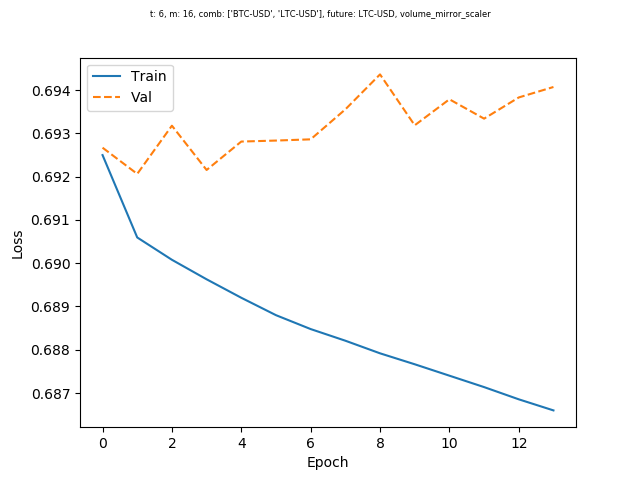 t: 6, m: 16, comb: ['BTC-USD', 'LTC-USD'], future: LTC-USD, volume_mirror_scaler
Train
Val
0.694
0.693
0.692
0.691
0.690
0.689
0.688
0.687
Loss
0 2 4 6 8 10 12
Epoch